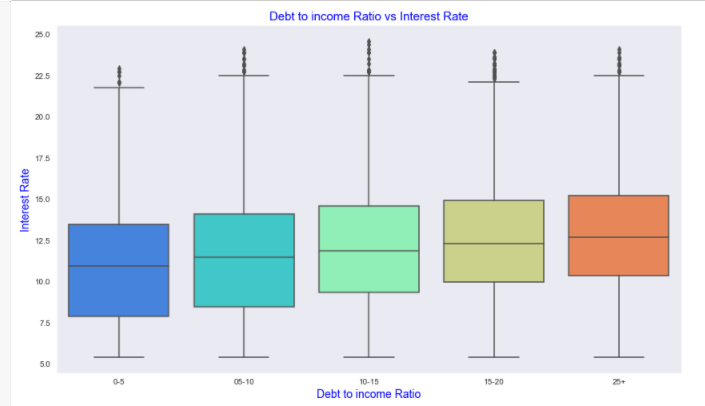 Debt to income Ratio vs Interest Rate
25.0
22.5
20.0
17.5
15.0
12.5
10.0
7.5
5.0
Interest Rate
0-5 05-10 10-15 15-20 25+
Debt to income Ratio